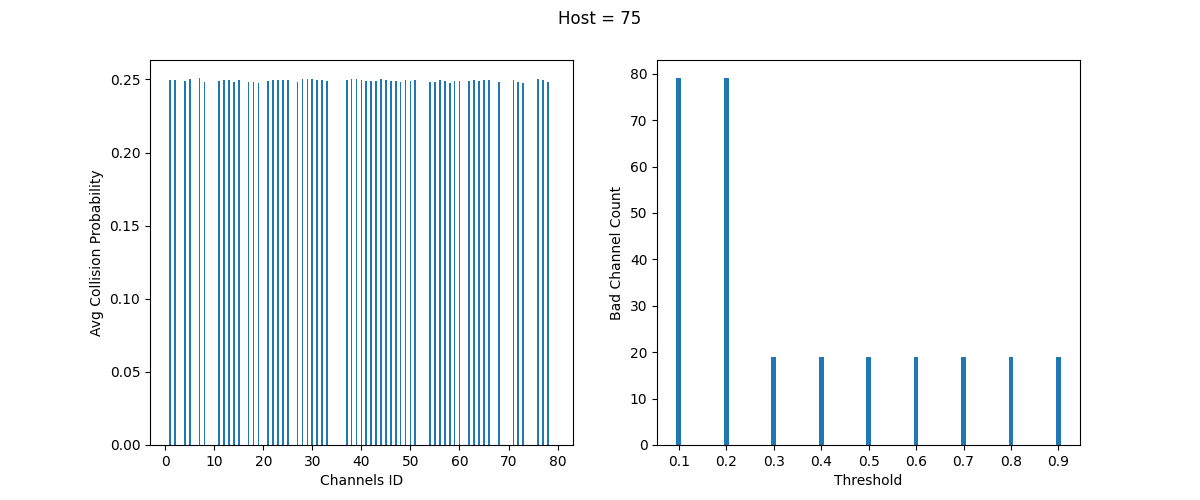 Host = 75
0.25
0.20
0.15
0.10
0.05
0.00
Avg Collision Probability
0 10 20 30 40 50 60 70 80
Channels ID
80
70
60
50
40
30
20
10
0
Bad Channel Count
0.1 0.2 0.3 0.4 0.5 0.6 0.7 0.8 0.9
Threshold